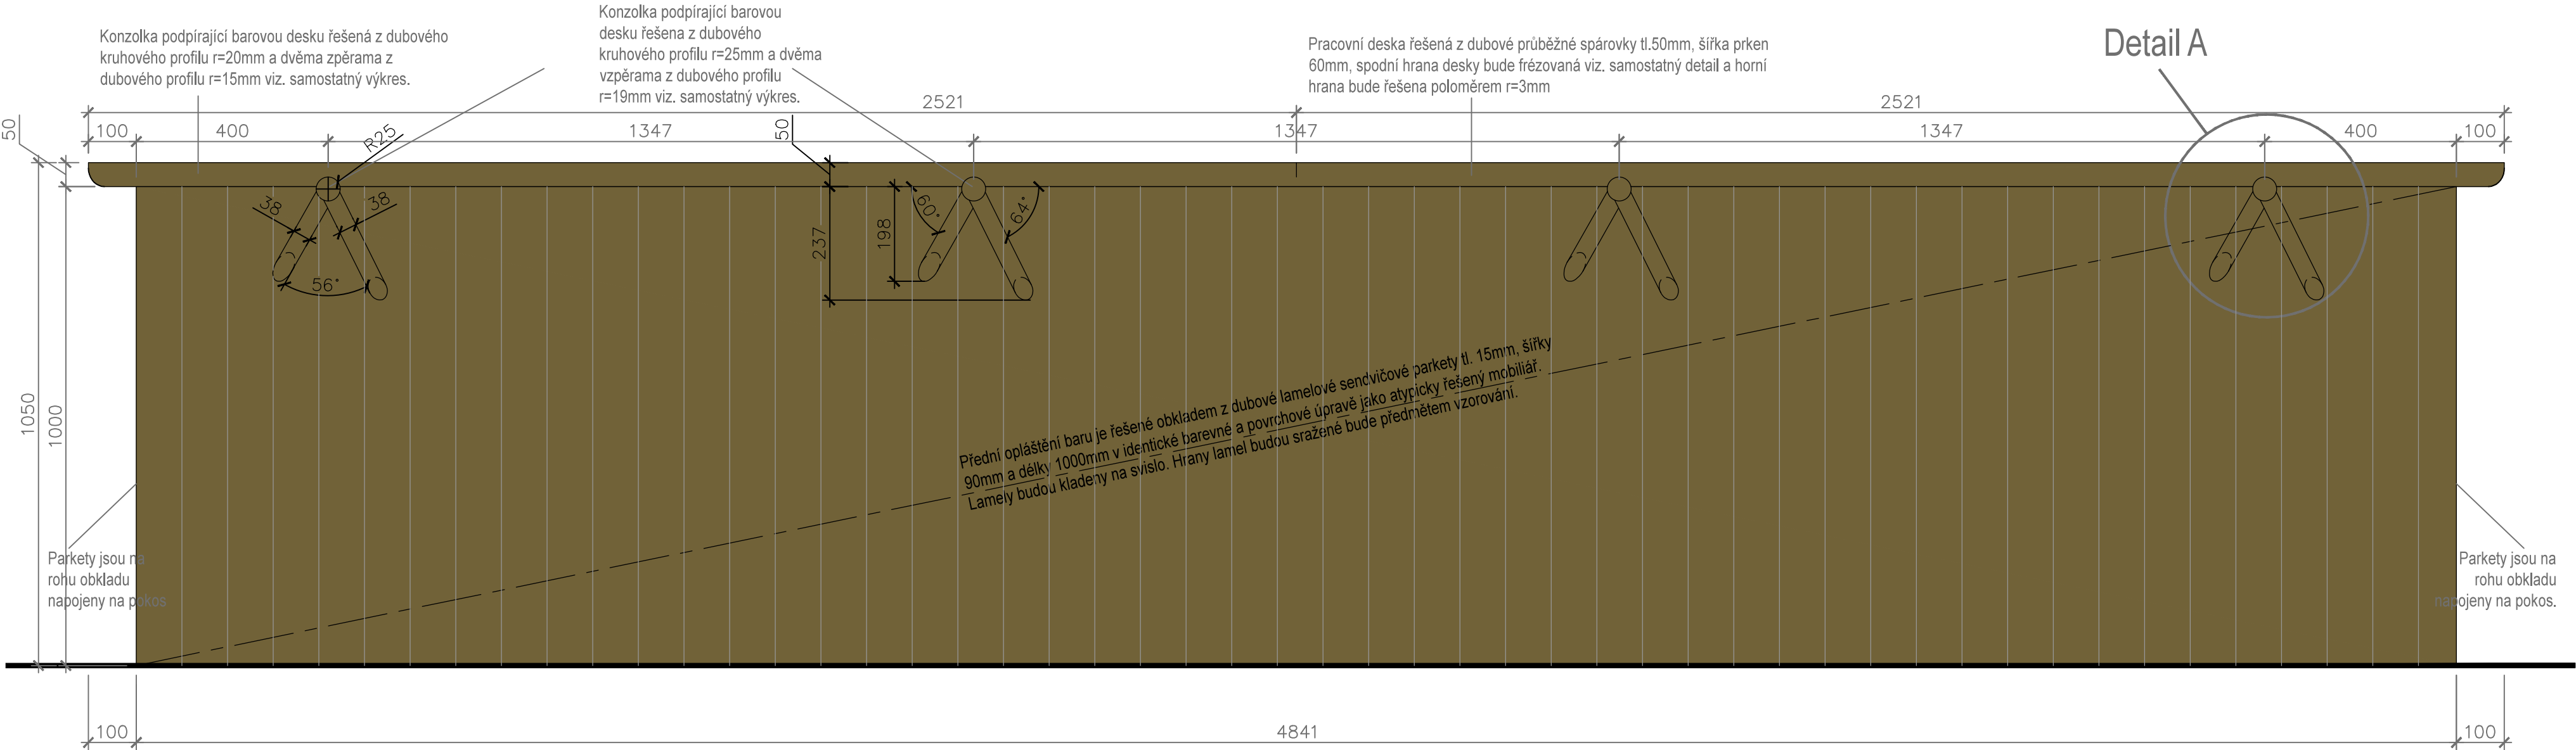 Konzolka podpírající barovou desku řešená z dubového
kruhového profilu r=20mm a dvěma zpěrama z
dubového profilu r=15mm viz. samostatný výkres.
Konzolka podpírající barovou
desku řešena z dubového
kruhového profilu r=25mm a dvěma
vzpěrama z dubového profilu
r=19mm viz. samostatný výkres.
Pracovní deska řešená z dubové průběžné spárovky tl.50mm, šířka prken
60mm, spodní hrana desky bude frézovaná viz. samostatný detail a horní
hrana bude řešena poloměrem r=3mm
Detail A
2521
2521
50
100
400
R25
1347
50
1347
1347
400
100
38
38
56°
60°
64°
237
198
1050
1000
Přední opláštění baru je řešené obkladem z dubové lamelové sendvičové parkety tl. 15mm, šířky
90mm a délky 1000mm v identické barevné a povrchové úpravě jako atypicky řešený mobiliář.
Lamely budou kladeny na svislo. Hrany lamel budou sražené bude předmětem vzorování.
Parkety jsou na
rohu obkladu
napojeny na pokos
Parkety jsou na
rohu obkladu
napojeny na pokos.
100
4841
100